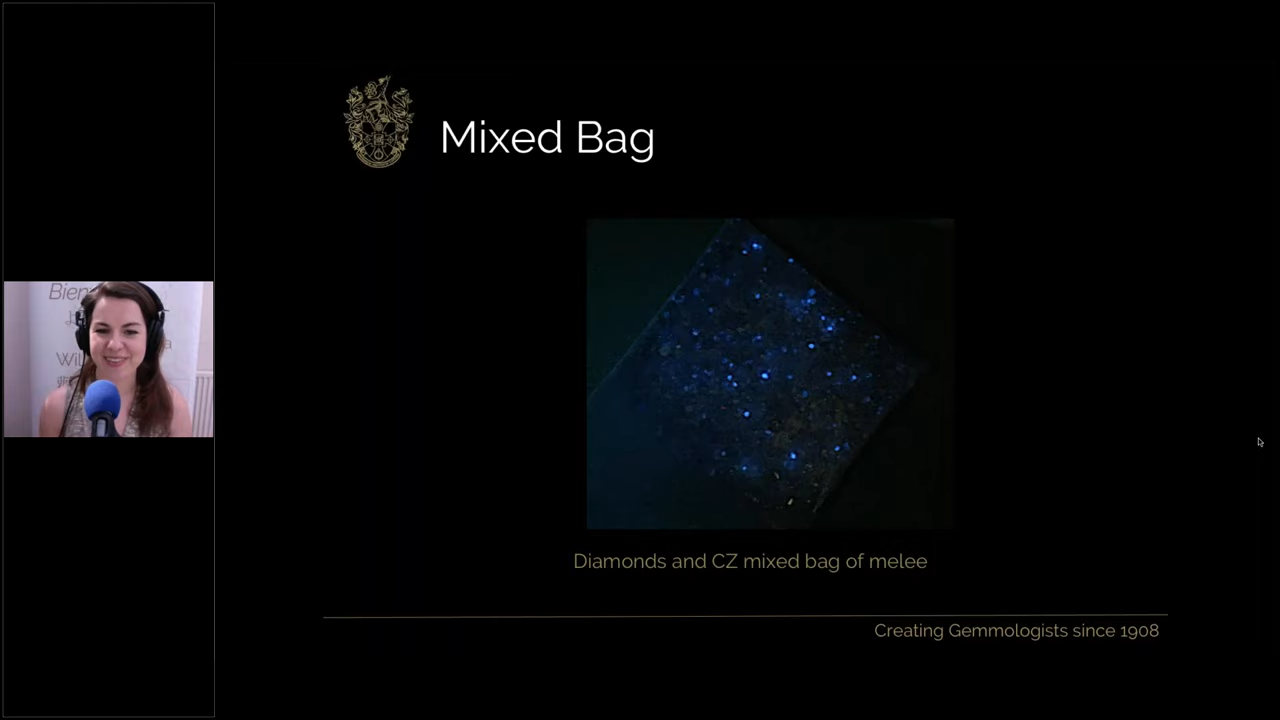 Mixed Bag
Diamonds and CZ mixed bag of melee
Creating Gemmologists since 1908